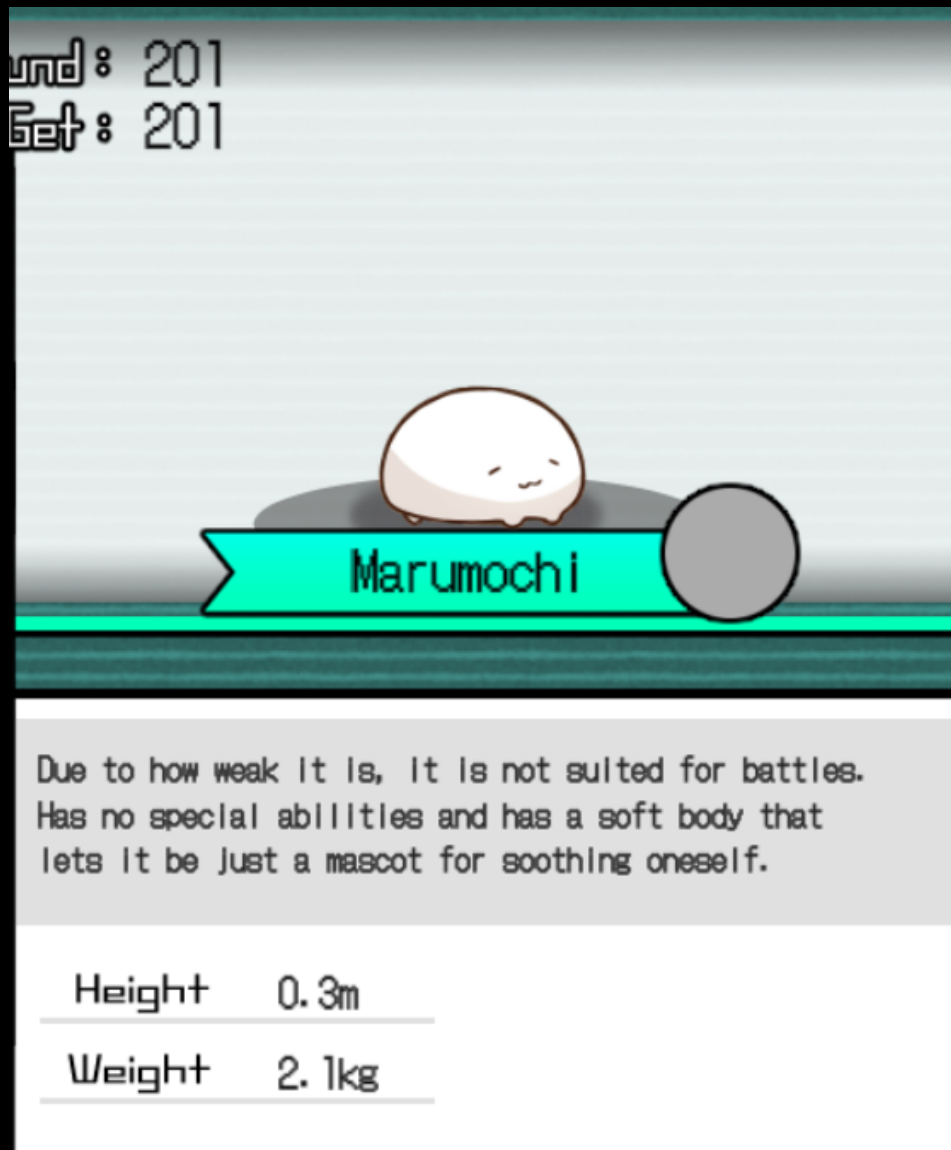 und: 201
Get: 201
Marumochi
Due to how weak it is, it is not suited for battles.
Has no special abilities and has a soft body that
lets it be just a mascot for soothing oneself.
Height 0.3m
Weight 2.1kg